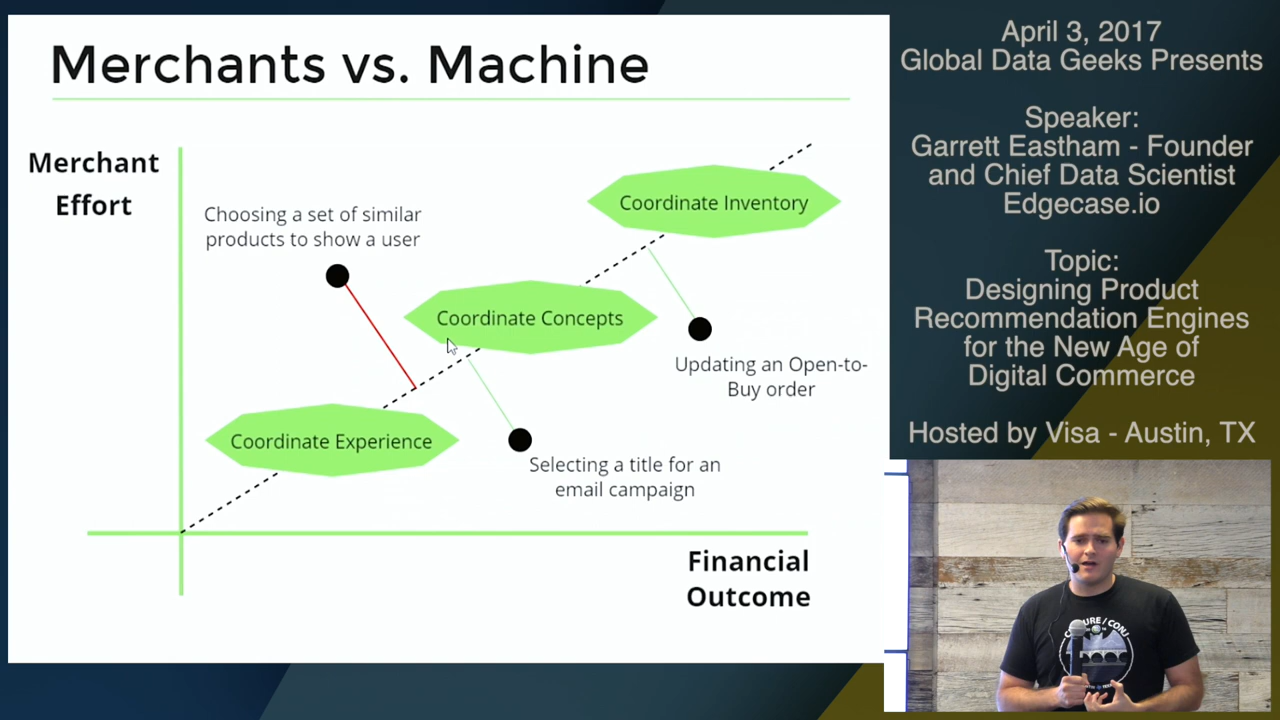 Merchants vs. Machine
Merchant
Effort
Choosing a set of similar
products to show a user
Coordinate Inventory
Coordinate Concepts
Updating an Open-to-
Buy order
Coordinate Experience
Selecting a title for an
email campaign
Financial
Outcome
April 3, 2017
Global Data Geeks Presents
Speaker:
Garrett Eastham - Founder
and Chief Data Scientist
Edgecase.io
Topic:
Designing Product
Recommendation Engines
for the New Age of
Digital Commerce
Hosted by Visa - Austin, TX